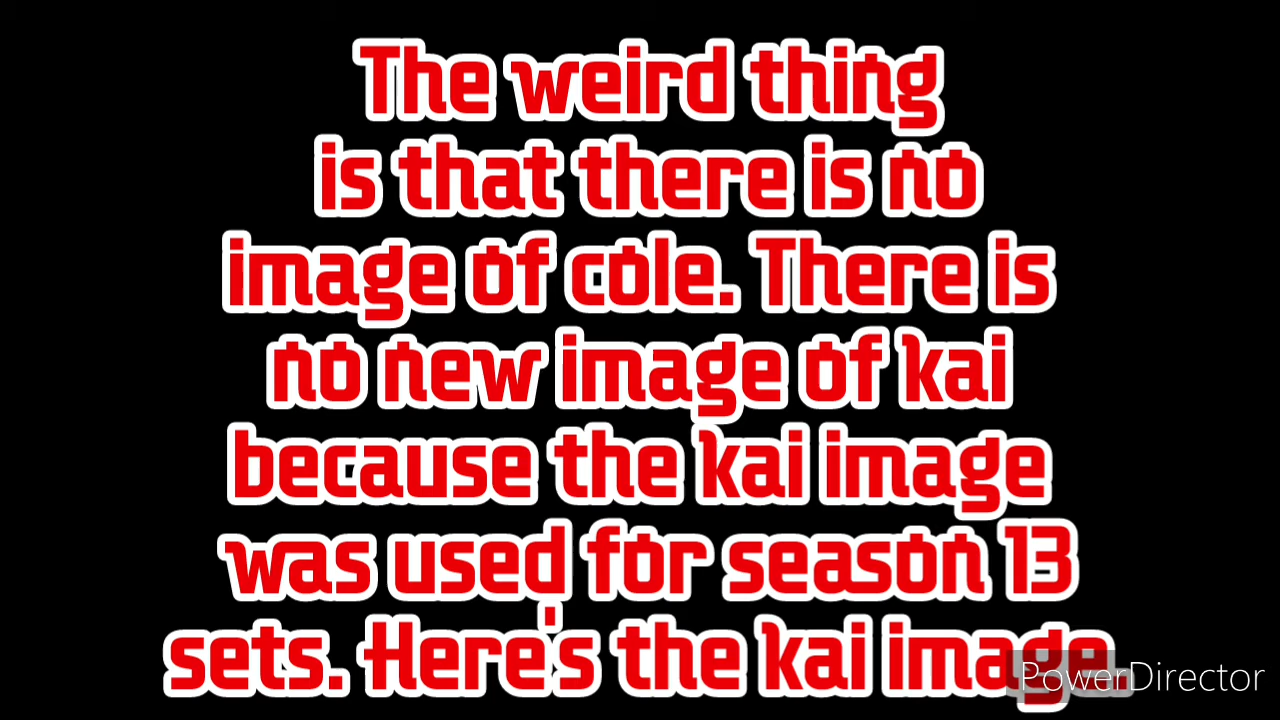 The weird thing
is that there is no
image of cole. There is
no new image of kai
because the kai image
was used for season 13
sets. Here's the kai image.
PowerDirector